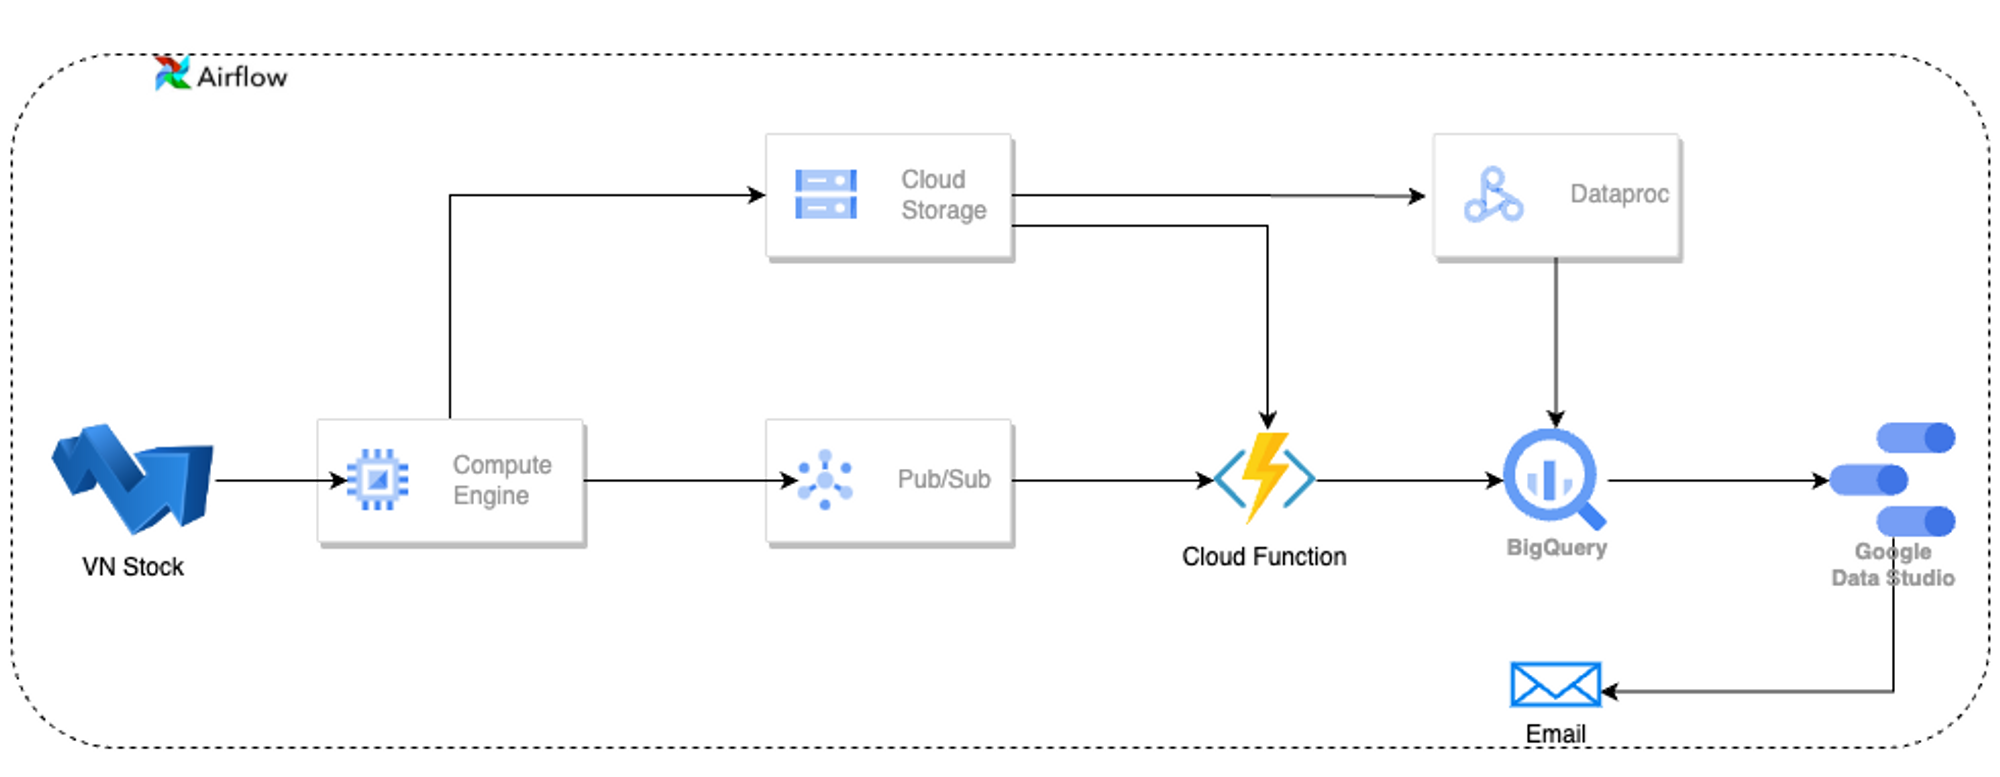 Airflow
Cloud
Storage
Dataproc
VN Stock
Compute
Engine
Pub/Sub
Cloud Function
BigQuery
Google
Data Studio
Email